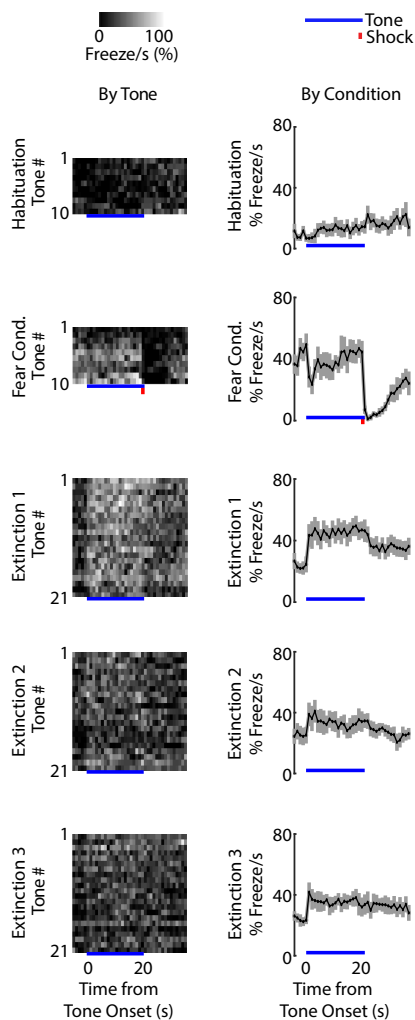 0 100
Freeze/s (%)
Tone
Shock
By Tone
By Condition
Habituation
Tone #
1
10
Habituation
% Freeze/s
80
40
0
Fear Cond.
Tone #
1
10
Fear Cond.
% Freeze/s
80
40
0
Extinction 1
Tone #
1
21
Extinction 1
% Freeze/s
80
40
0
Extinction 2
Tone #
1
21
Extinction 2
% Freeze/s
80
40
0
Extinction 3
Tone #
1
21
Extinction 3
% Freeze/s
80
40
0
0 20
Time from
Tone Onset (s)
0 20
Time from
Tone Onset (s)